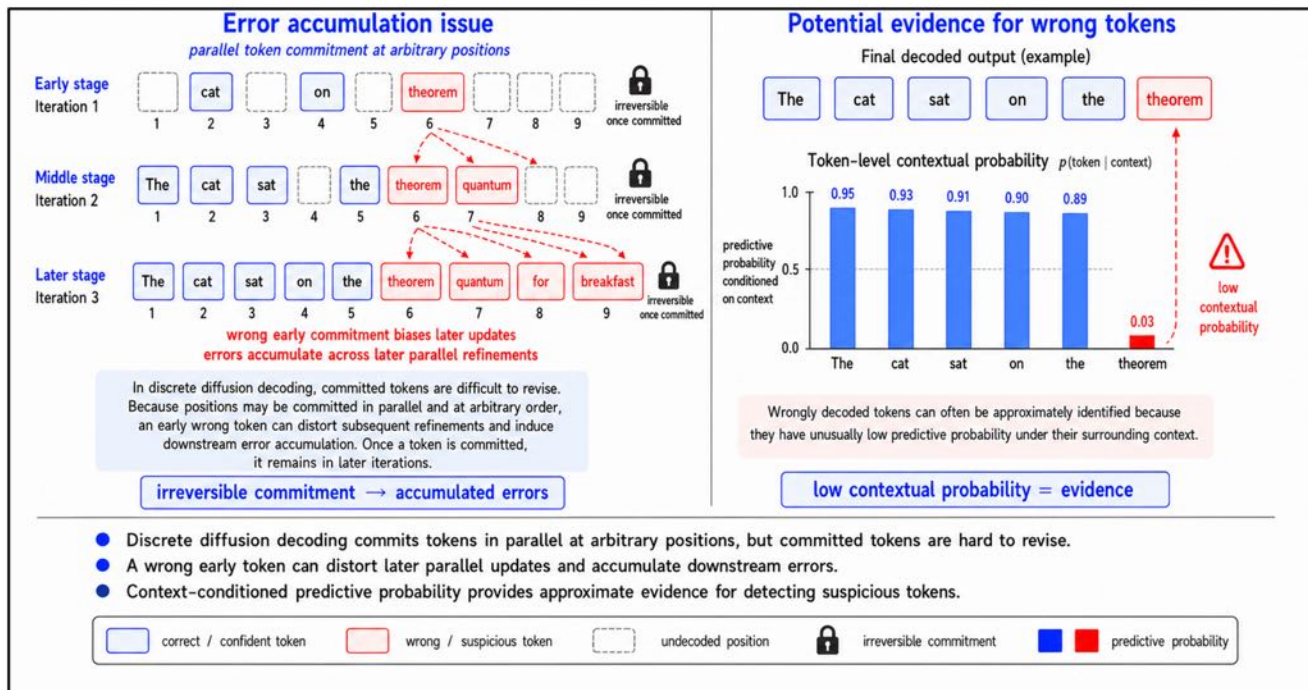 Error accumulation issue
parallel token commitment at arbitrary positions
Early stage
Iteration 1
cat on theorem
1 2 3 4 5 6 7 8 9
irreversible
once committed
Middle stage
Iteration 2
The cat sat the theorem quantum
1 2 3 4 5 6 7 8 9
irreversible
once committed
Later stage
Iteration 3
The cat sat on the theorem quantum for breakfast
1 2 3 4 5 6 7 8 9
irreversible
once committed
wrong early commitment biases later updates
errors accumulate across later parallel refinements
In discrete diffusion decoding, committed tokens are difficult to revise.
Because positions may be committed in parallel and at arbitrary order,
an early wrong token can distort subsequent refinements and induce
downstream error accumulation. Once a token is committed,
it remains in later iterations.
irreversible commitment → accumulated errors
Potential evidence for wrong tokens
Final decoded output (example)
The cat sat on the theorem
Token-level contextual probability p(token | context)
1.0
0.95 0.93 0.91 0.90 0.89
predictive
probability
conditioned
on context
0.5
0.03
0.0
The cat sat on the theorem
low
contextual
probability
Wrongly decoded tokens can often be approximately identified because
they have unusually low predictive probability under their surrounding context.
low contextual probability = evidence
● Discrete diffusion decoding commits tokens in parallel at arbitrary positions, but committed tokens are hard to revise.
● A wrong early token can distort later parallel updates and accumulate downstream errors.
● Context-conditioned predictive probability provides approximate evidence for detecting suspicious tokens.
correct / confident token wrong / suspicious token undecoded position irreversible commitment predictive probability